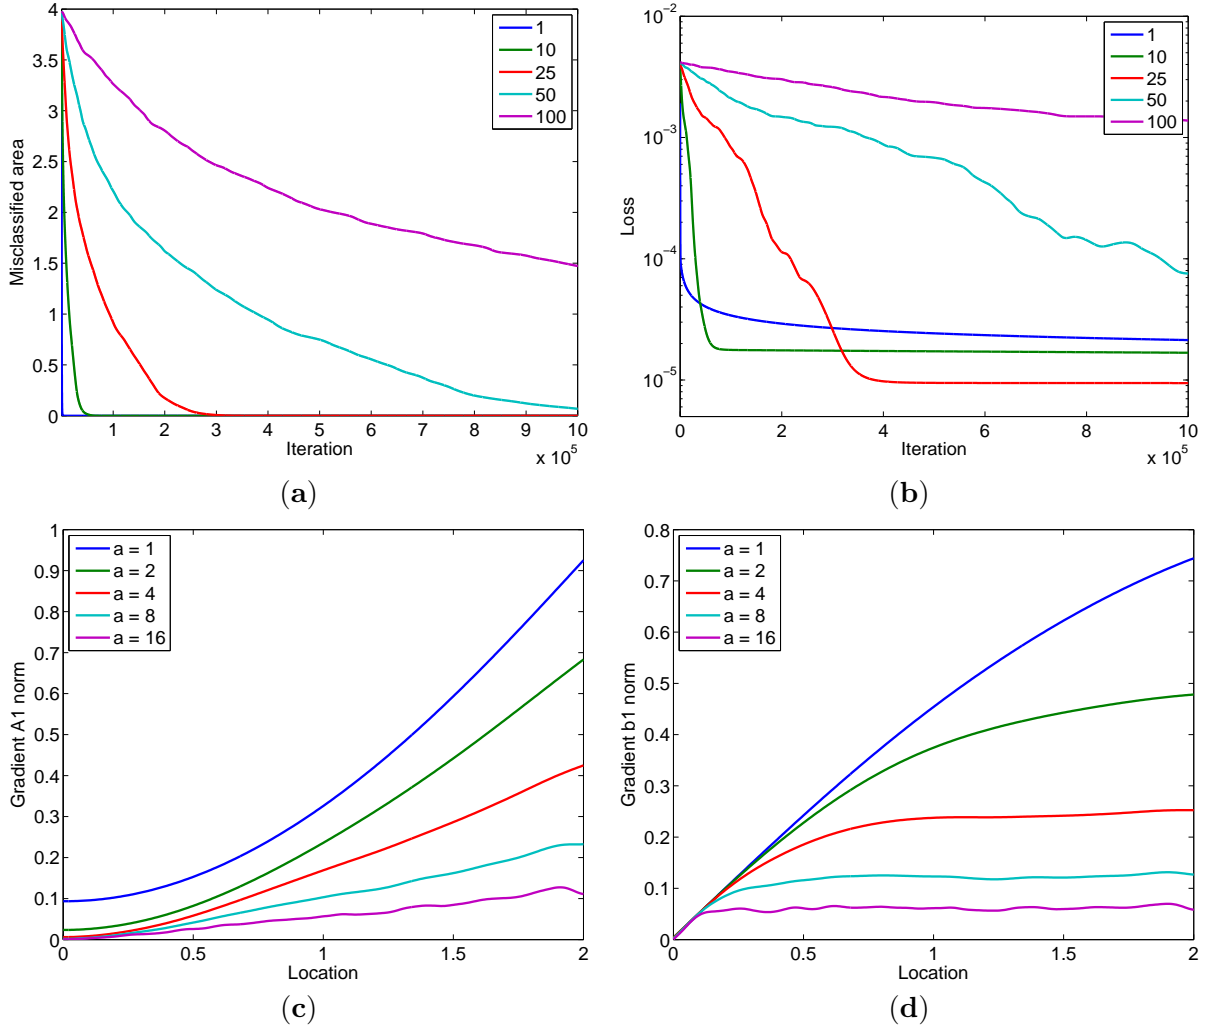 4
3.5
3
2.5
2
1.5
1
0.5
0
1 2 3 4 5 6 7 8 9 10
x 10^5
Iteration
Misclassified area
1
10
25
50
100
(a)
10^-2
10^-3
10^-4
10^-5
0 2 4 6 8 10
x 10^5
Iteration
Loss
1
10
25
50
100
(b)
1
0.9
0.8
0.7
0.6
0.5
0.4
0.3
0.2
0.1
0
0 0.5 1 1.5 2
Location
Gradient A1 norm
a = 1
a = 2
a = 4
a = 8
a = 16
(c)
0.8
0.7
0.6
0.5
0.4
0.3
0.2
0.1
0
0 0.5 1 1.5 2
Location
Gradient b1 norm
a = 1
a = 2
a = 4
a = 8
a = 16
(d)